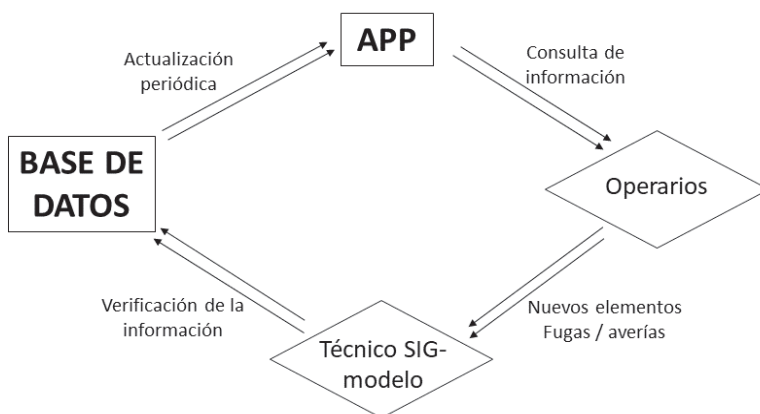 APP
Actualización
periódica
Consulta de
información
BASE DE
DATOS
Operarios
Verificación de la
información
Nuevos elementos
Fugas / averías
Técnico SIG-
modelo